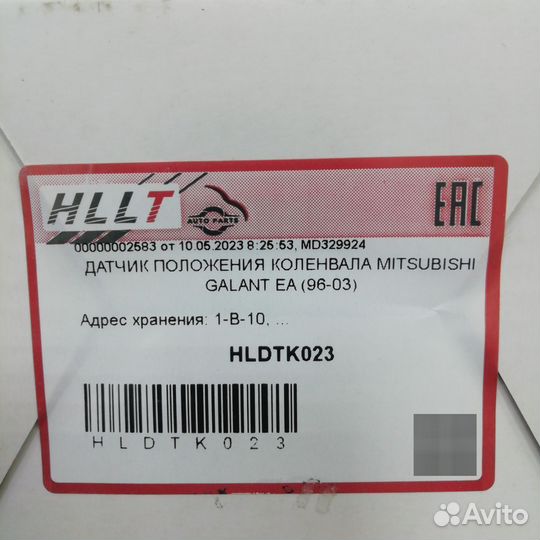 HLLT
AUTO PARTS
EAC
00000002583 от 10.05.2023 8:25:53, MD329924
ДАТЧИК ПОЛОЖЕНИЯ КОЛЕНВАЛА MITSUBISHI
GALANT EA (96-03)
Адрес хранения: 1-В-10, ...
HLDTK023
HLDTK023
Avito